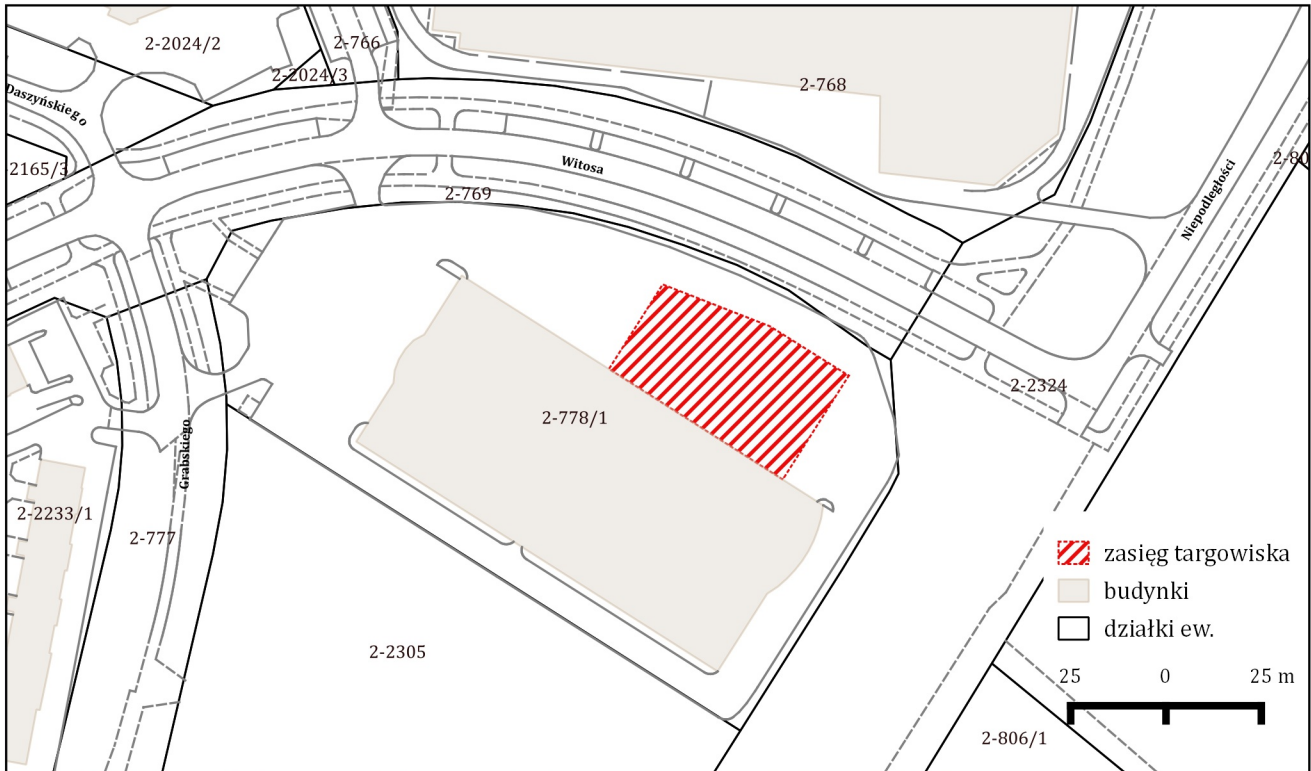 2-2024/2
2-766
2-2024/3
2-768
Daszyńskiego
2165/3
Witosa
2-80
2-769
Niepodległości
2-2324
2-778/1
Grabskiego
2-2233/1
2-777
2-2305
2-806/1
zasięg targowiska
budynki
działki ew.
25 0 25 m